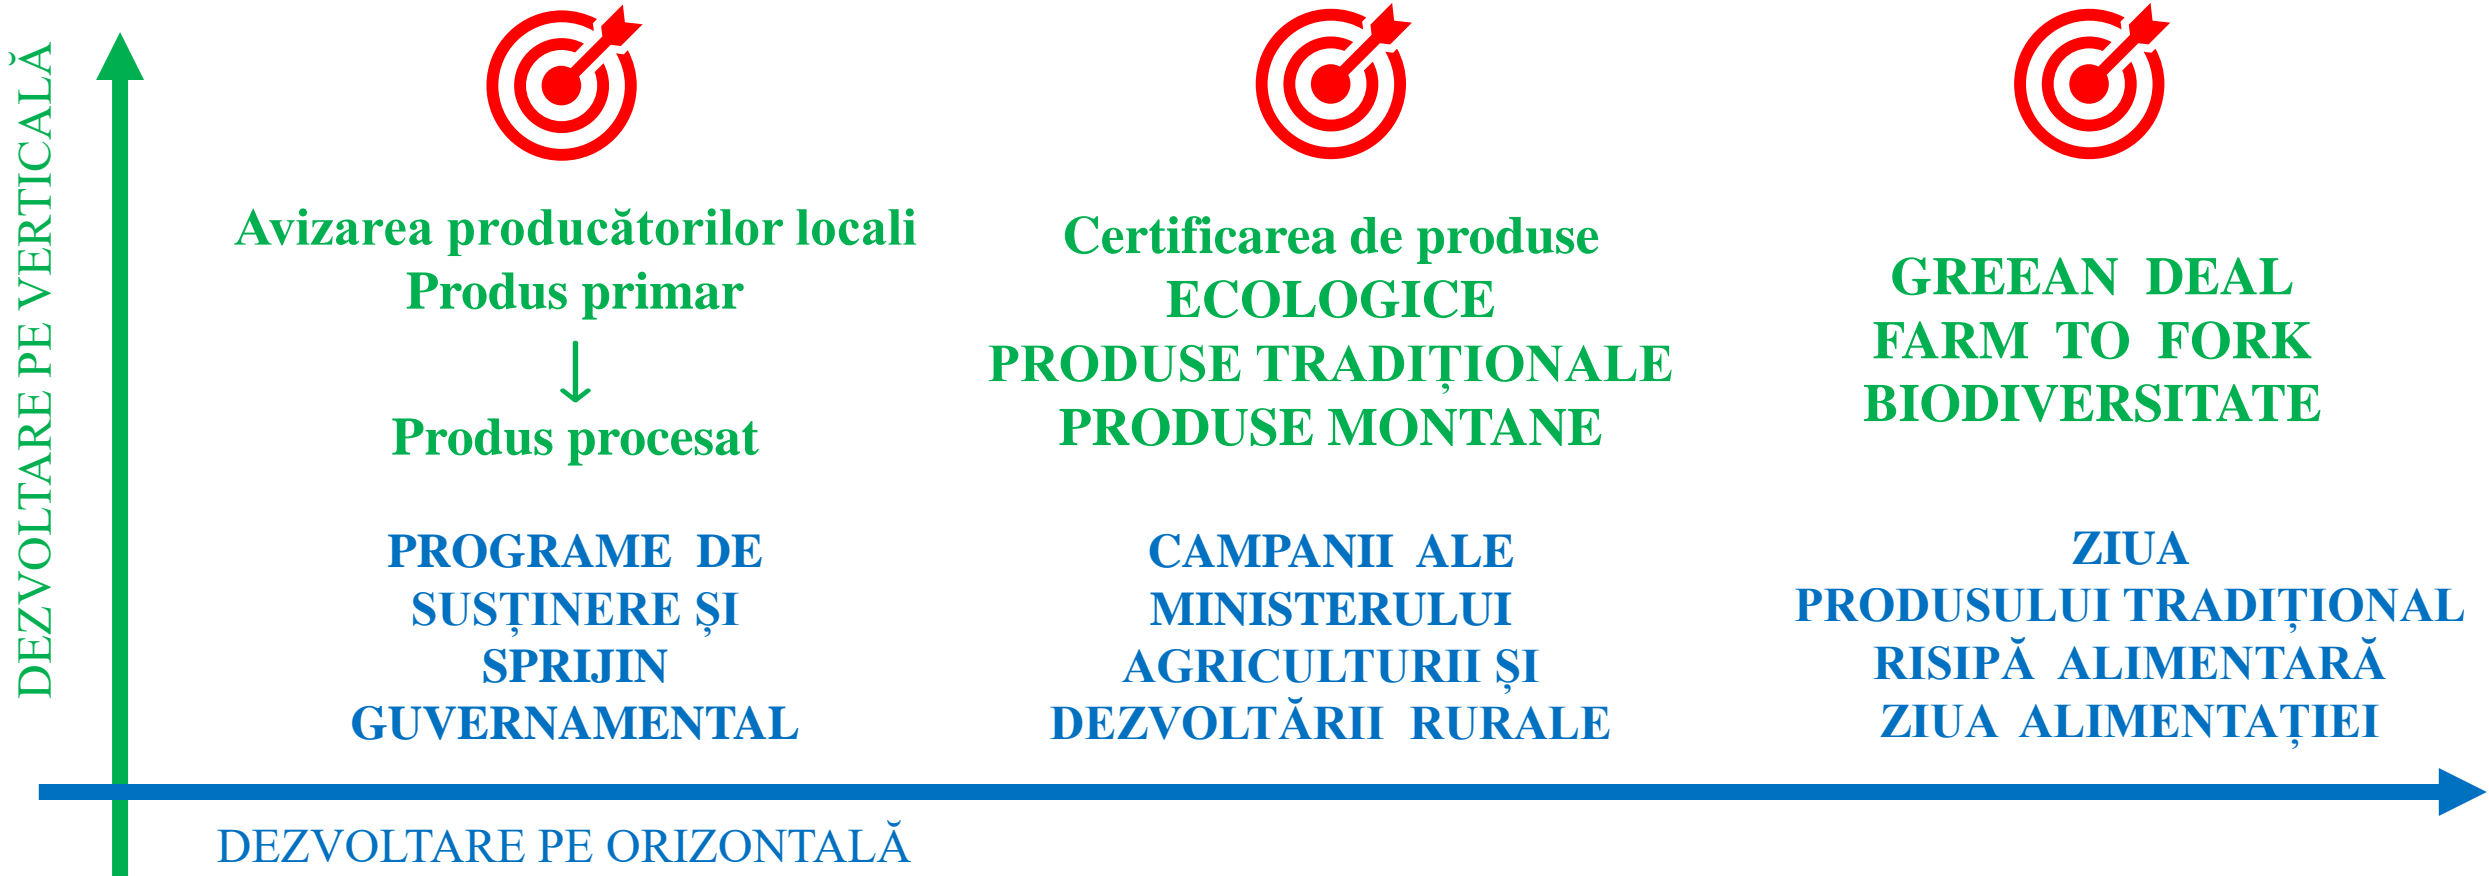 DEZVOLTARE PE VERTICALĂ
Avizarea producătorilor locali
Produs primar
Produs procesat
Certificarea de produse
ECOLOGICE
PRODUSE TRADIȚIONALE
PRODUSE MONTANE
GREEAN DEAL
FARM TO FORK
BIODIVERSITATE
PROGRAME DE
SUSȚINERE ȘI
SPRIJIN
GUVERNAMENTAL
CAMPANII ALE
MINISTERULUI
AGRICULTURII ȘI
DEZVOLTĂRII RURALE
ZIUA
PRODUSULUI TRADIȚIONAL
RISIPĂ ALIMENTARĂ
ZIUA ALIMENTAȚIEI
DEZVOLTARE PE ORIZONTALĂ